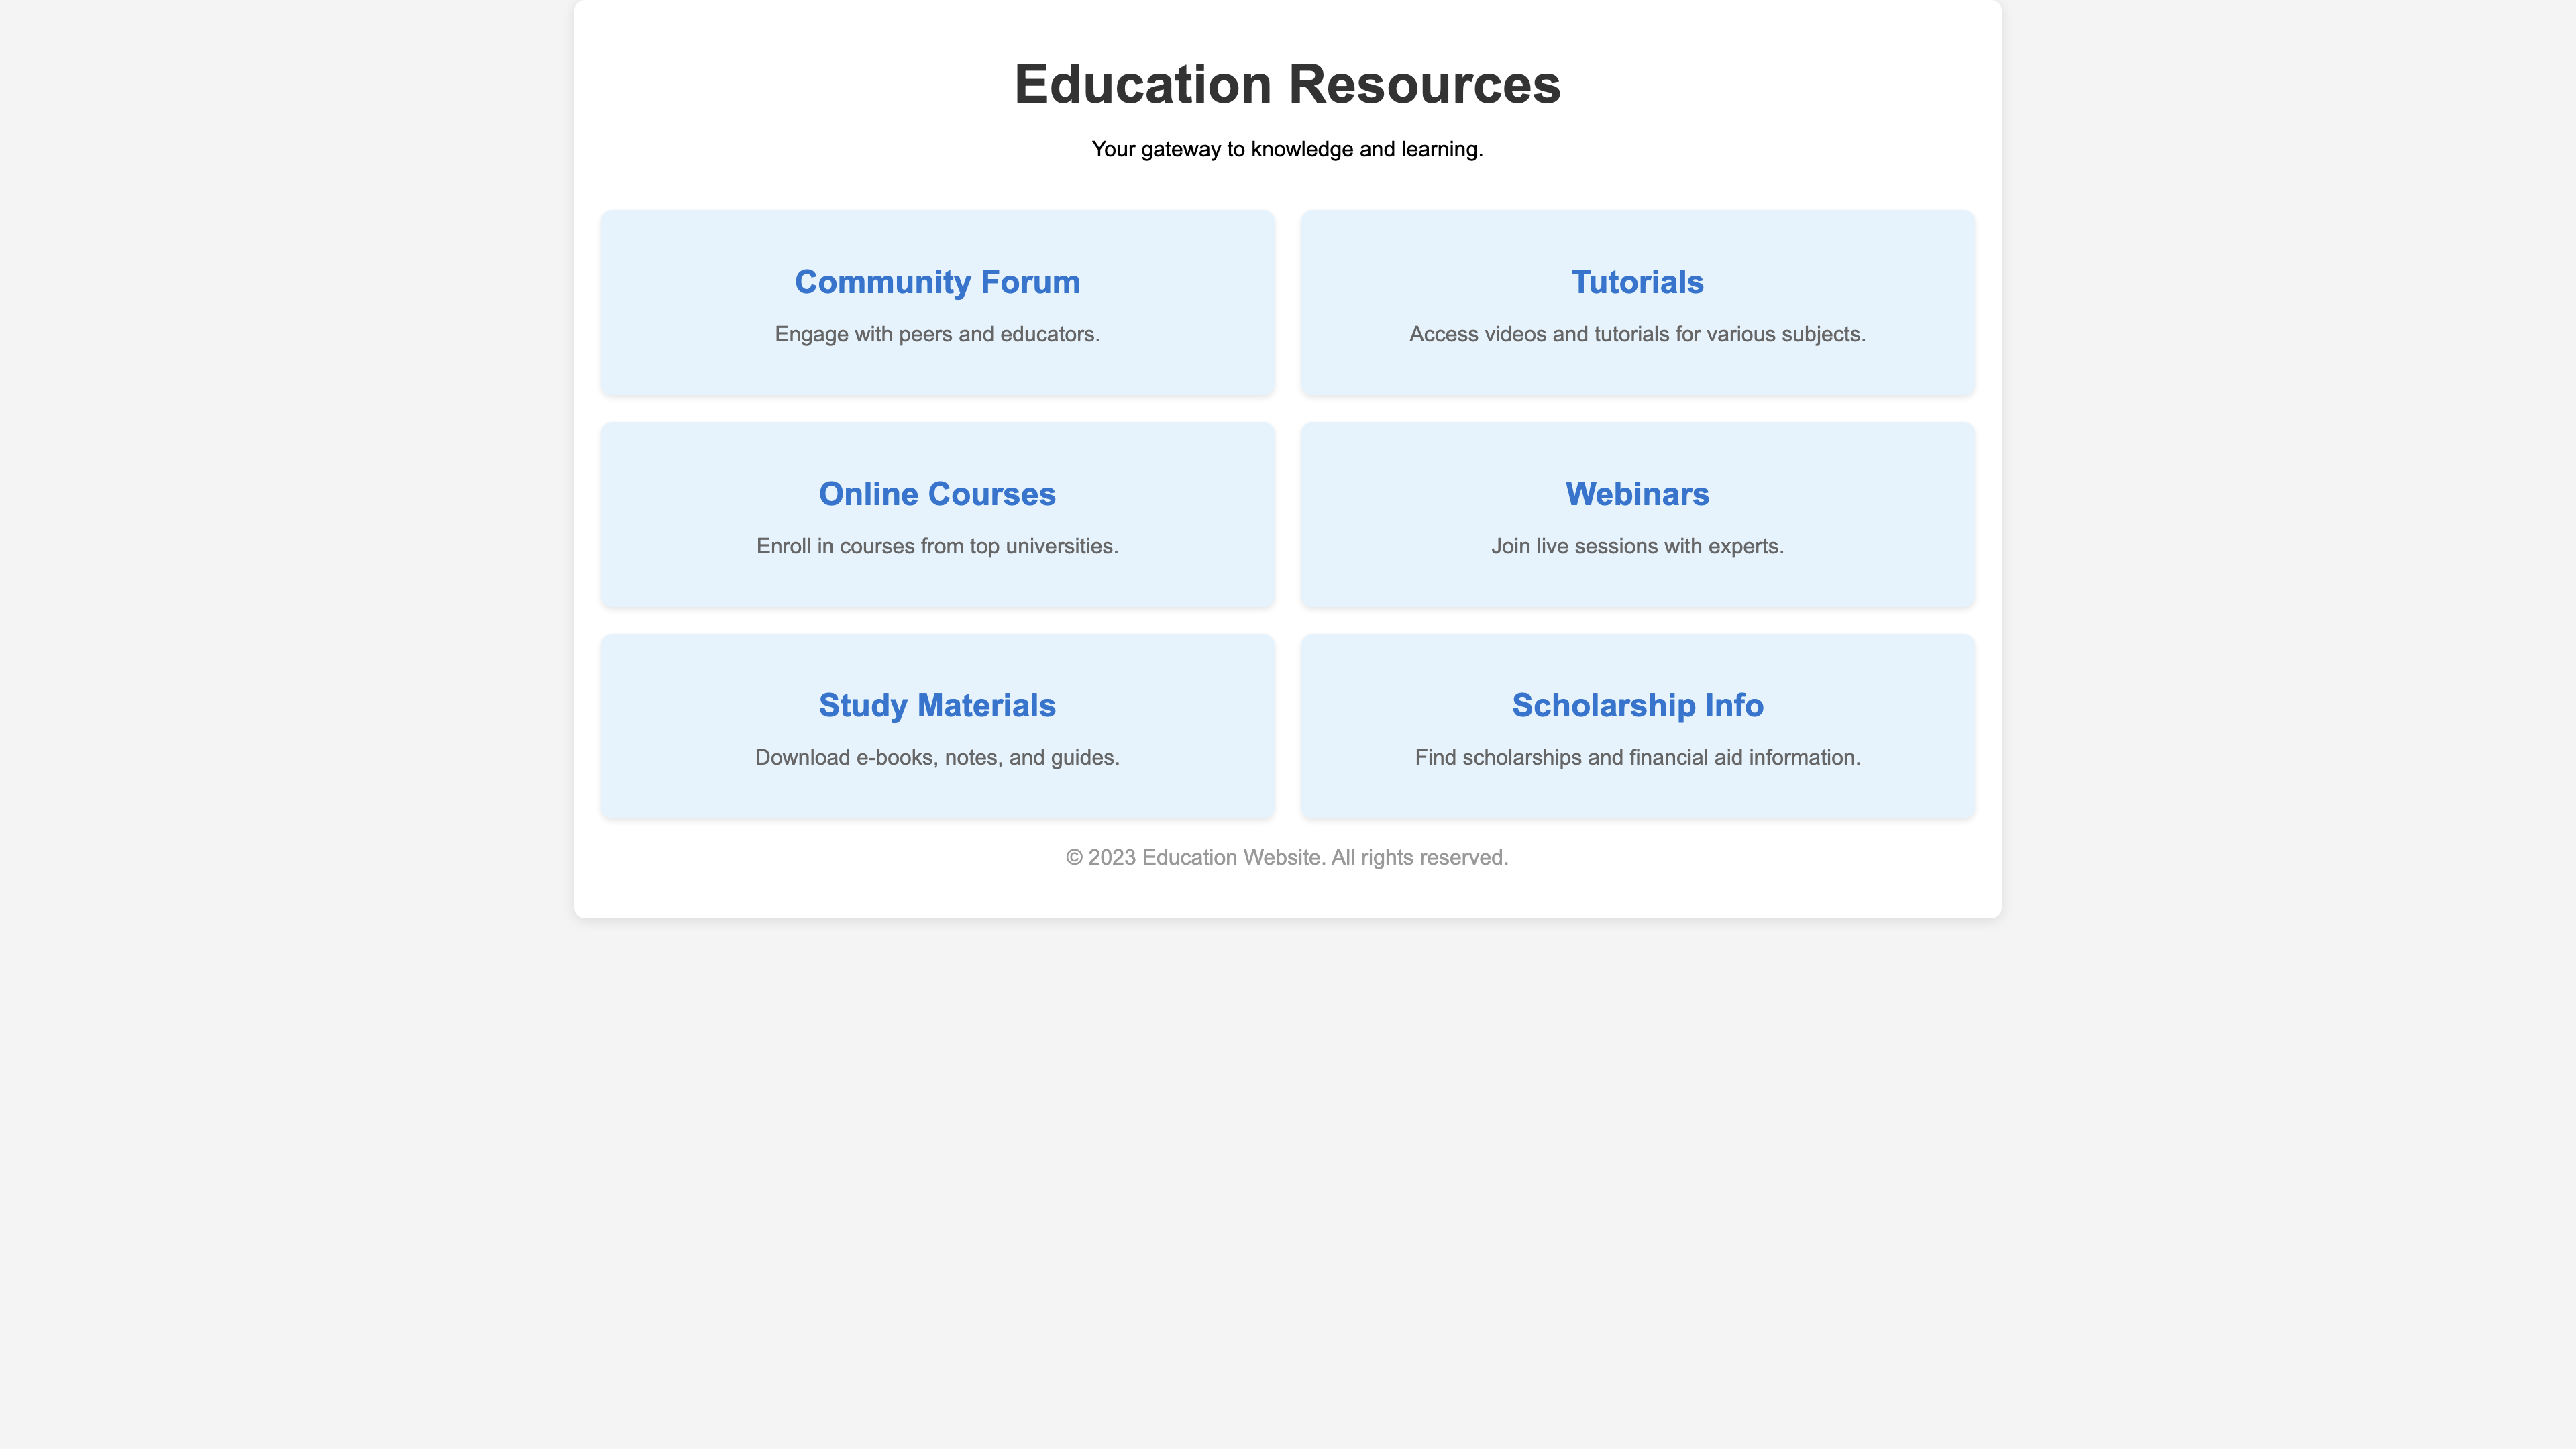 Education Resources
Your gateway to knowledge and learning.
Community Forum
Engage with peers and educators.
Tutorials
Access videos and tutorials for various subjects.
Online Courses
Enroll in courses from top universities.
Webinars
Join live sessions with experts.
Study Materials
Download e-books, notes, and guides.
Scholarship Info
Find scholarships and financial aid information.
© 2023 Education Website. All rights reserved.